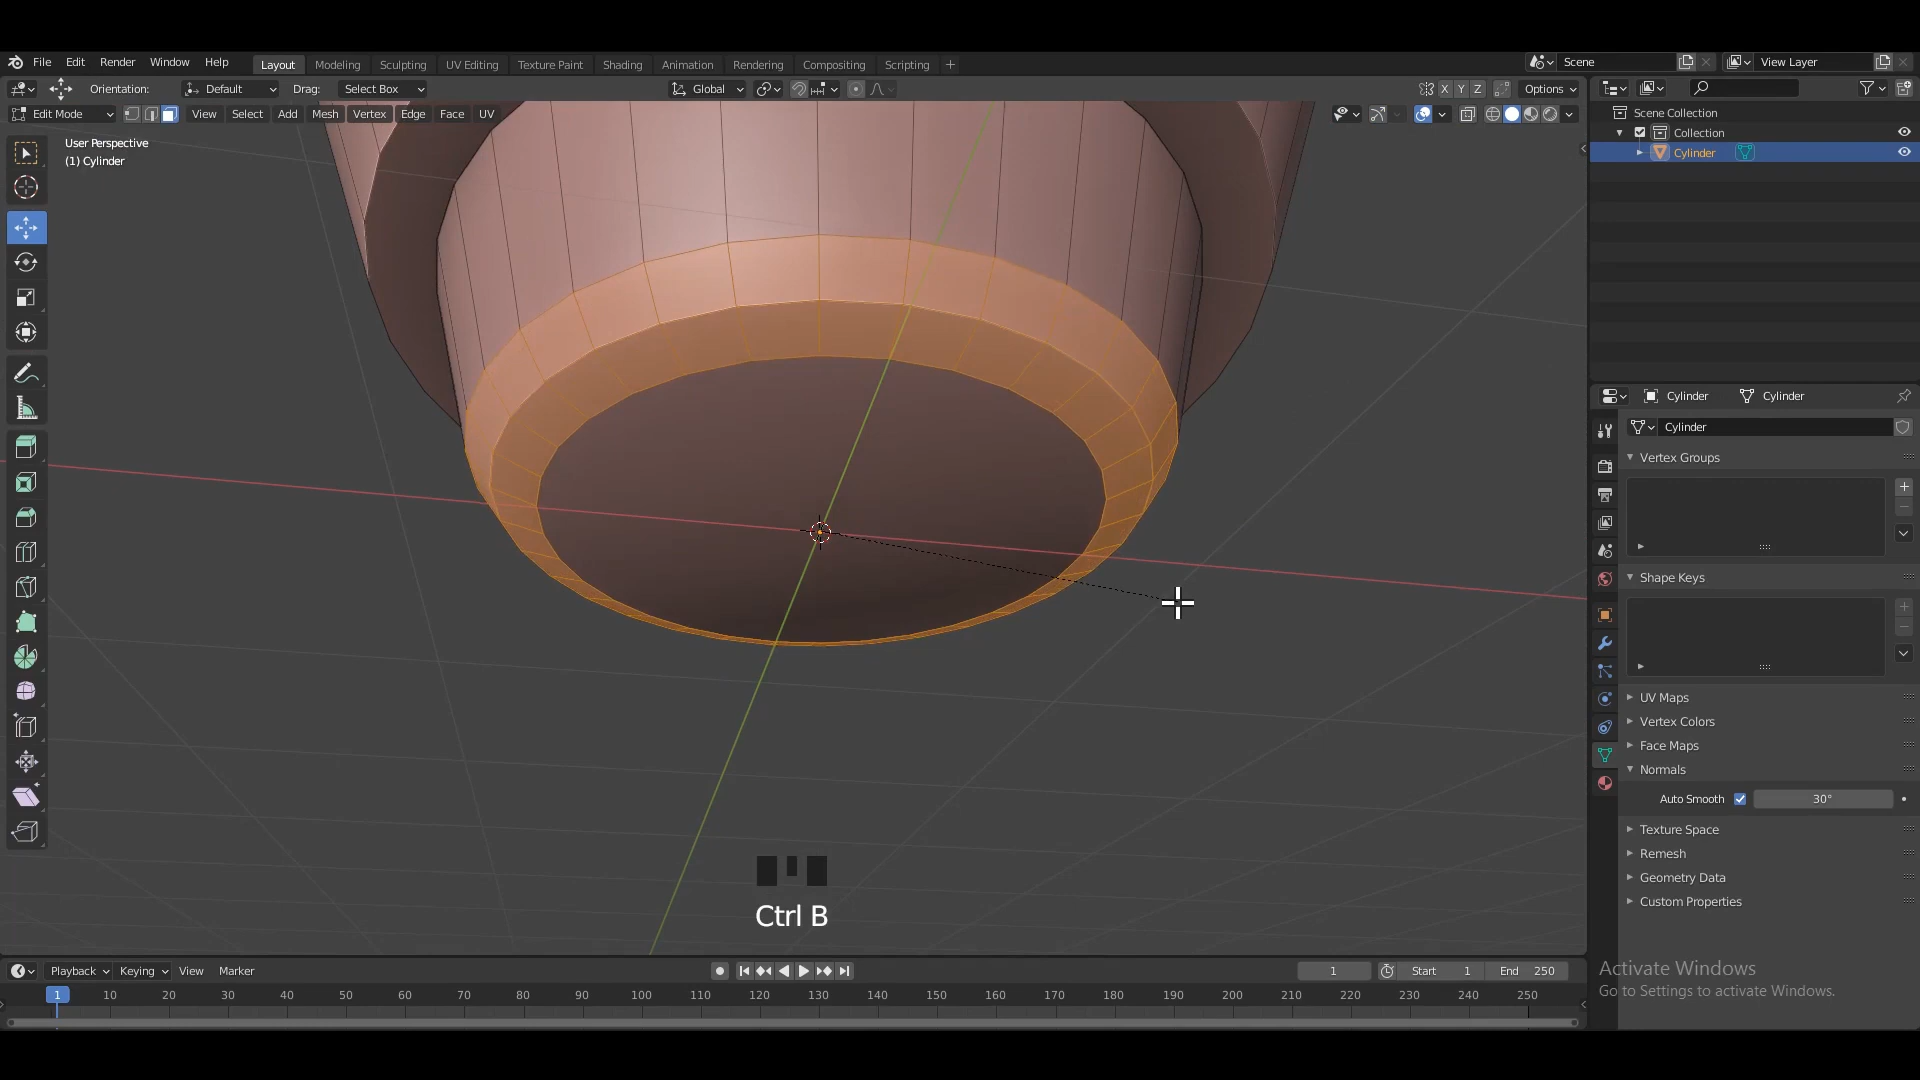 File Edit Render Window Help Layout Modeling Sculpting UV Editing Texture Paint Shading Animation Rendering Compositing Scripting + Scene View Layer
Orientation: Default Drag: Select Box Global X Y Z Options
Edit Mode View Select Add Mesh Vertex Edge Face UV
User Perspective
(1) Cylinder
Scene Collection
Collection
Cylinder
Cylinder Cylinder
Cylinder
Vertex Groups
Shape Keys
UV Maps
Vertex Colors
Face Maps
Normals
Auto Smooth 30°
Texture Space
Remesh
Geometry Data
Custom Properties
Ctrl B
Activate Windows
Go to Settings to activate Windows.
Playback Keying View Marker 1 Start 1 End 250
1 10 20 30 40 50 60 70 80 90 100 110 120 130 140 150 160 170 180 190 200 210 220 230 240 250